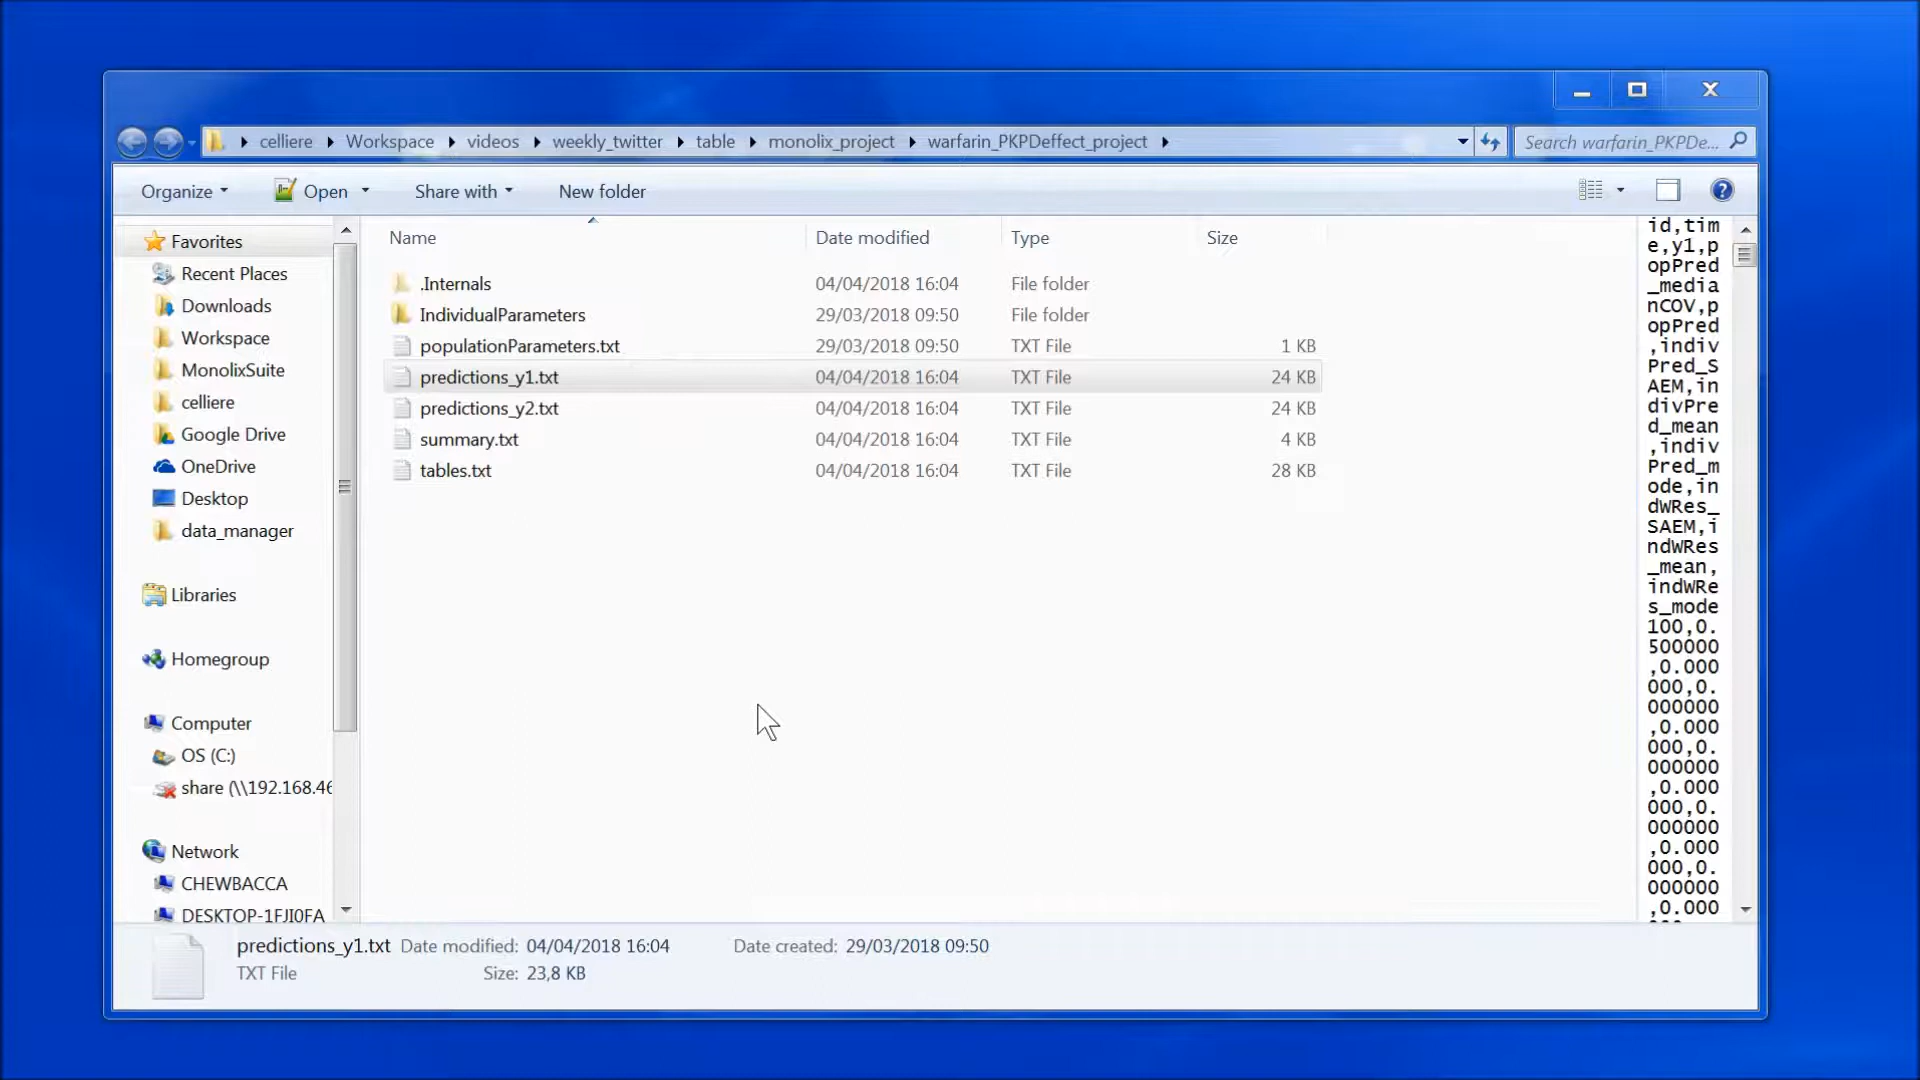 celliere Workspace videos weekly_twitter table monolix_project warfarin_PKPDeffect_project Search warfarin_PKPDe...
Organize Open Share with New folder
Name Date modified Type Size
Favorites
Recent Places
Downloads
Workspace
MonolixSuite
celliere
Google Drive
OneDrive
Desktop
data_manager
Libraries
Homegroup
Computer
OS (C:)
share (\\192.168.46
Network
CHEWBACCA
DESKTOP-1FJI0FA
.Internals 04/04/2018 16:04 File folder
IndividualParameters 29/03/2018 09:50 File folder
populationParameters.txt 29/03/2018 09:50 TXT File 1 KB
predictions_y1.txt 04/04/2018 16:04 TXT File 24 KB
predictions_y2.txt 04/04/2018 16:04 TXT File 24 KB
summary.txt 04/04/2018 16:04 TXT File 4 KB
tables.txt 04/04/2018 16:04 TXT File 28 KB
id,tim
e,y1,p
opPred
_media
nCOV,p
opPred
,indiv
Pred_S
AEM,in
divPre
d_mean
,indiv
Pred_m
ode,in
dWRes_
SAEM,i
ndWRes
_mean,
indWRe
s_mode
100,0.
500000
,0.000
000,0.
000000
,0.000
000,0.
000000
,0.000
000,0.
000000
,0.000
000,0.
000000
,0.000
predictions_y1.txt Date modified: 04/04/2018 16:04 Date created: 29/03/2018 09:50
TXT File Size: 23,8 KB